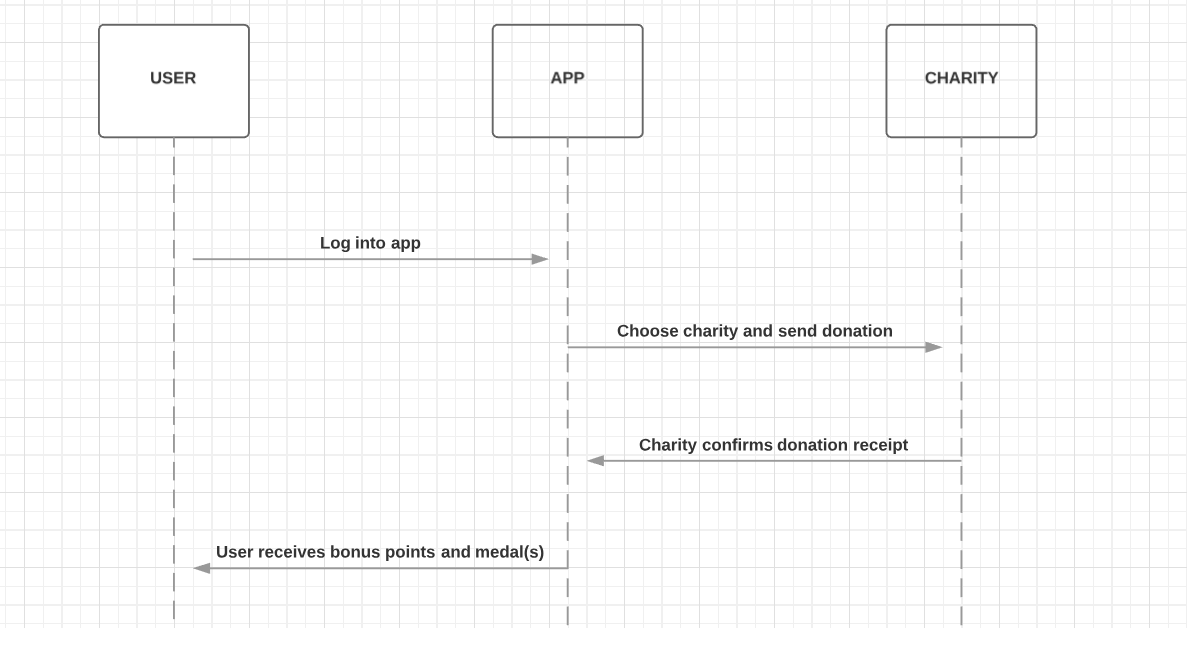 USER
APP
CHARITY
Log into app
Choose charity and send donation
Charity confirms donation receipt
User receives bonus points and medal(s)